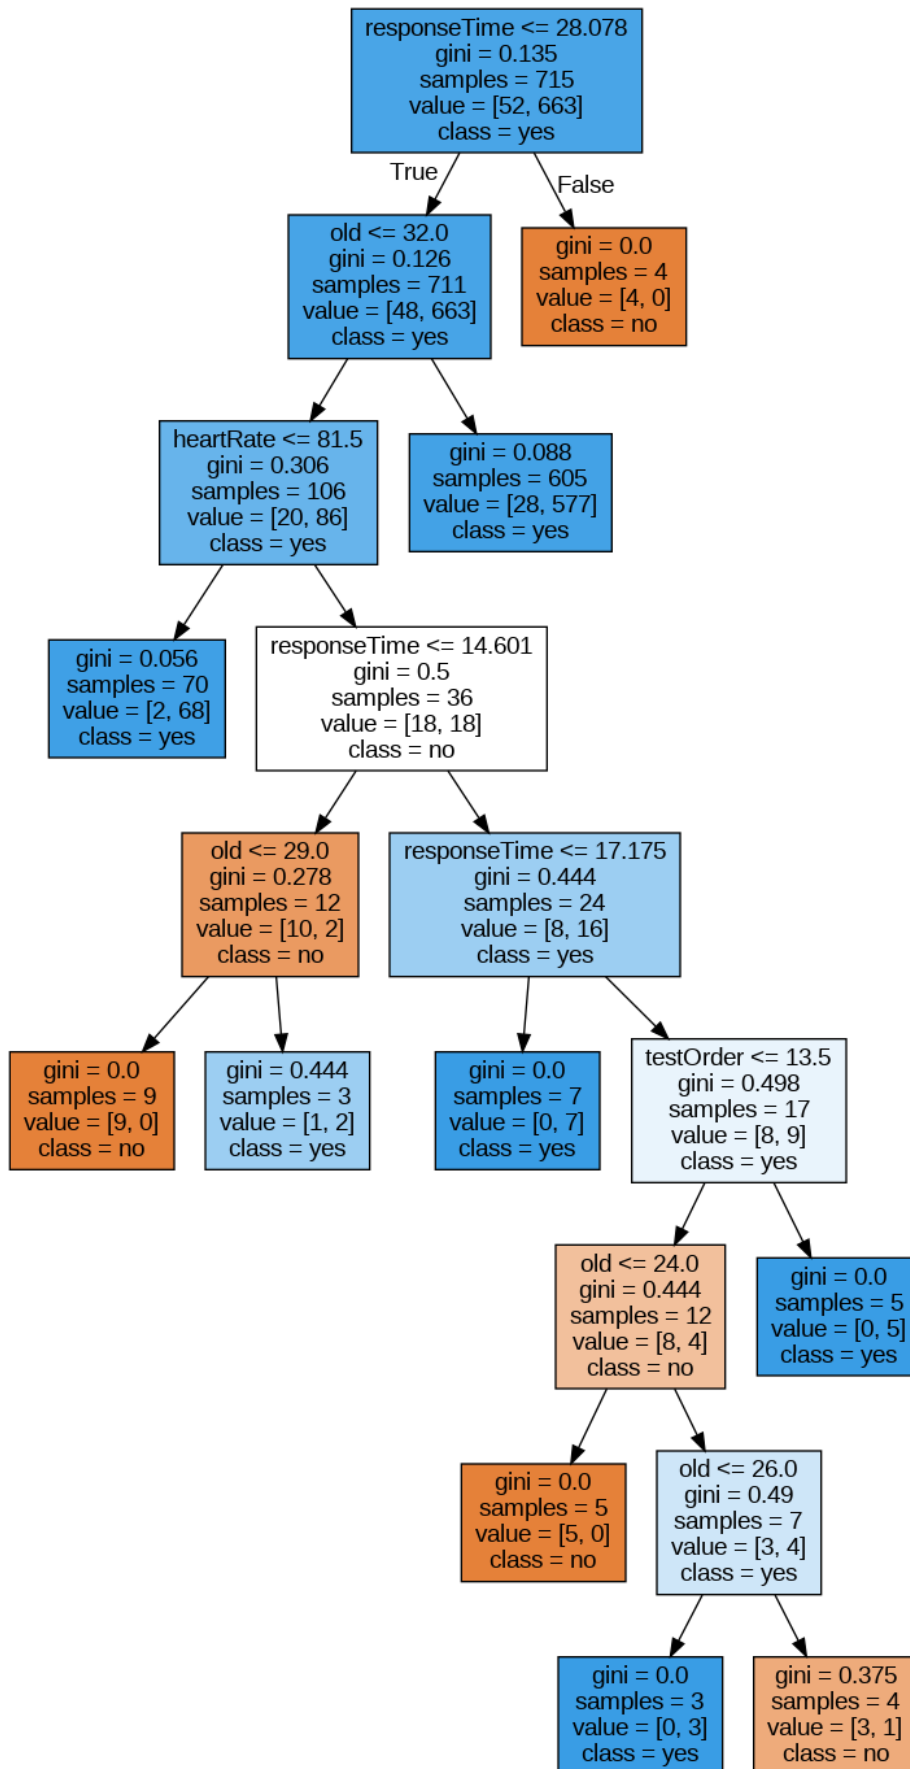 responseTime <= 28.078
gini = 0.135
samples = 715
value = [52, 663]
class = yes
True
False
old <= 32.0
gini = 0.126
samples = 711
value = [48, 663]
class = yes
gini = 0.0
samples = 4
value = [4, 0]
class = no
heartRate <= 81.5
gini = 0.306
samples = 106
value = [20, 86]
class = yes
gini = 0.088
samples = 605
value = [28, 577]
class = yes
gini = 0.056
samples = 70
value = [2, 68]
class = yes
responseTime <= 14.601
gini = 0.5
samples = 36
value = [18, 18]
class = no
old <= 29.0
gini = 0.278
samples = 12
value = [10, 2]
class = no
responseTime <= 17.175
gini = 0.444
samples = 24
value = [8, 16]
class = yes
gini = 0.0
samples = 9
value = [9, 0]
class = no
gini = 0.444
samples = 3
value = [1, 2]
class = yes
gini = 0.0
samples = 7
value = [0, 7]
class = yes
testOrder <= 13.5
gini = 0.498
samples = 17
value = [8, 9]
class = yes
old <= 24.0
gini = 0.444
samples = 12
value = [8, 4]
class = no
gini = 0.0
samples = 5
value = [0, 5]
class = yes
gini = 0.0
samples = 5
value = [5, 0]
class = no
old <= 26.0
gini = 0.49
samples = 7
value = [3, 4]
class = yes
gini = 0.0
samples = 3
value = [0, 3]
class = yes
gini = 0.375
samples = 4
value = [3, 1]
class = no